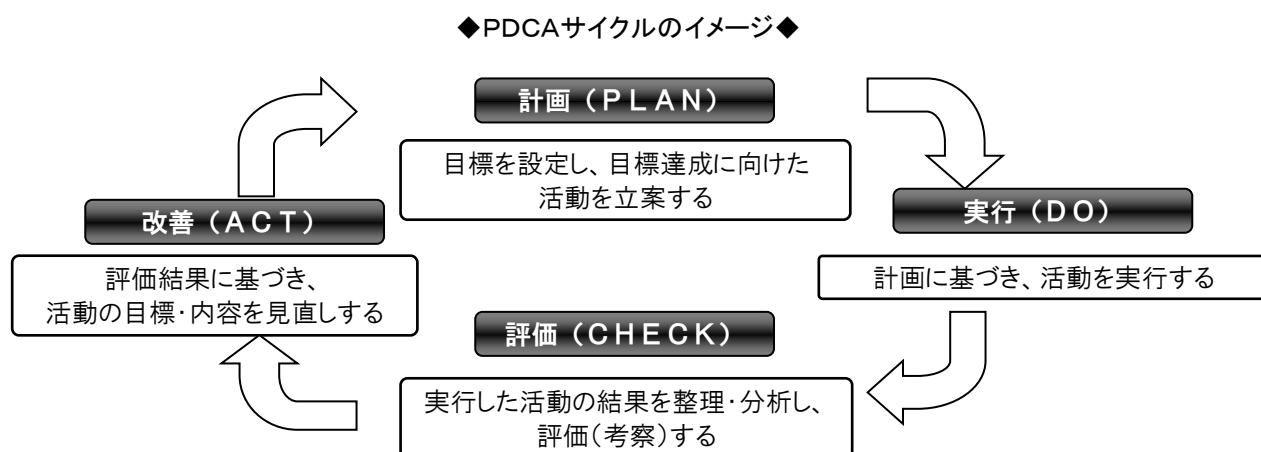 ◆PDCAサイクルのイメージ◆
計画（ＰＬＡＮ）
目標を設定し、目標達成に向けた
活動を立案する
実行（ＤＯ）
計画に基づき、活動を実行する
評価（ＣＨＥＣＫ）
実行した活動の結果を整理・分析し、
評価（考察）する
改善（ＡＣＴ）
評価結果に基づき、
活動の目標・内容を見直しする